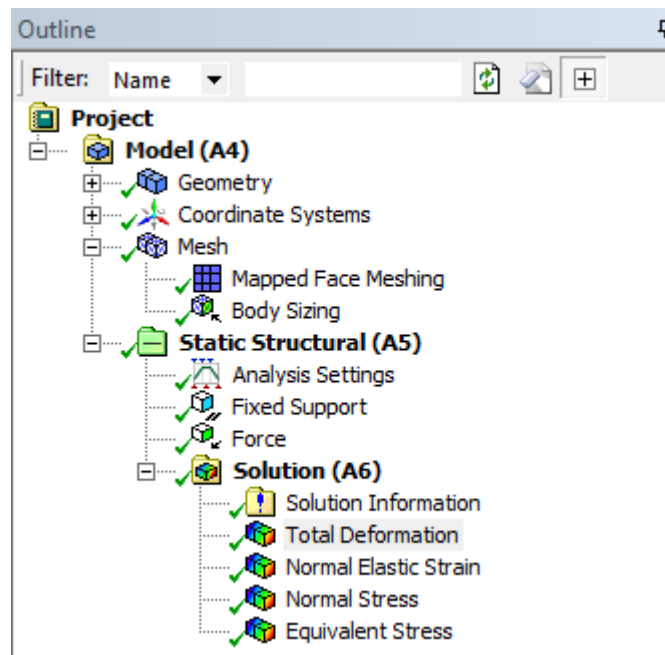 Outline
Filter: Name
Project
Model (A4)
Geometry
Coordinate Systems
Mesh
Mapped Face Meshing
Body Sizing
Static Structural (A5)
Analysis Settings
Fixed Support
Force
Solution (A6)
Solution Information
Total Deformation
Normal Elastic Strain
Normal Stress
Equivalent Stress